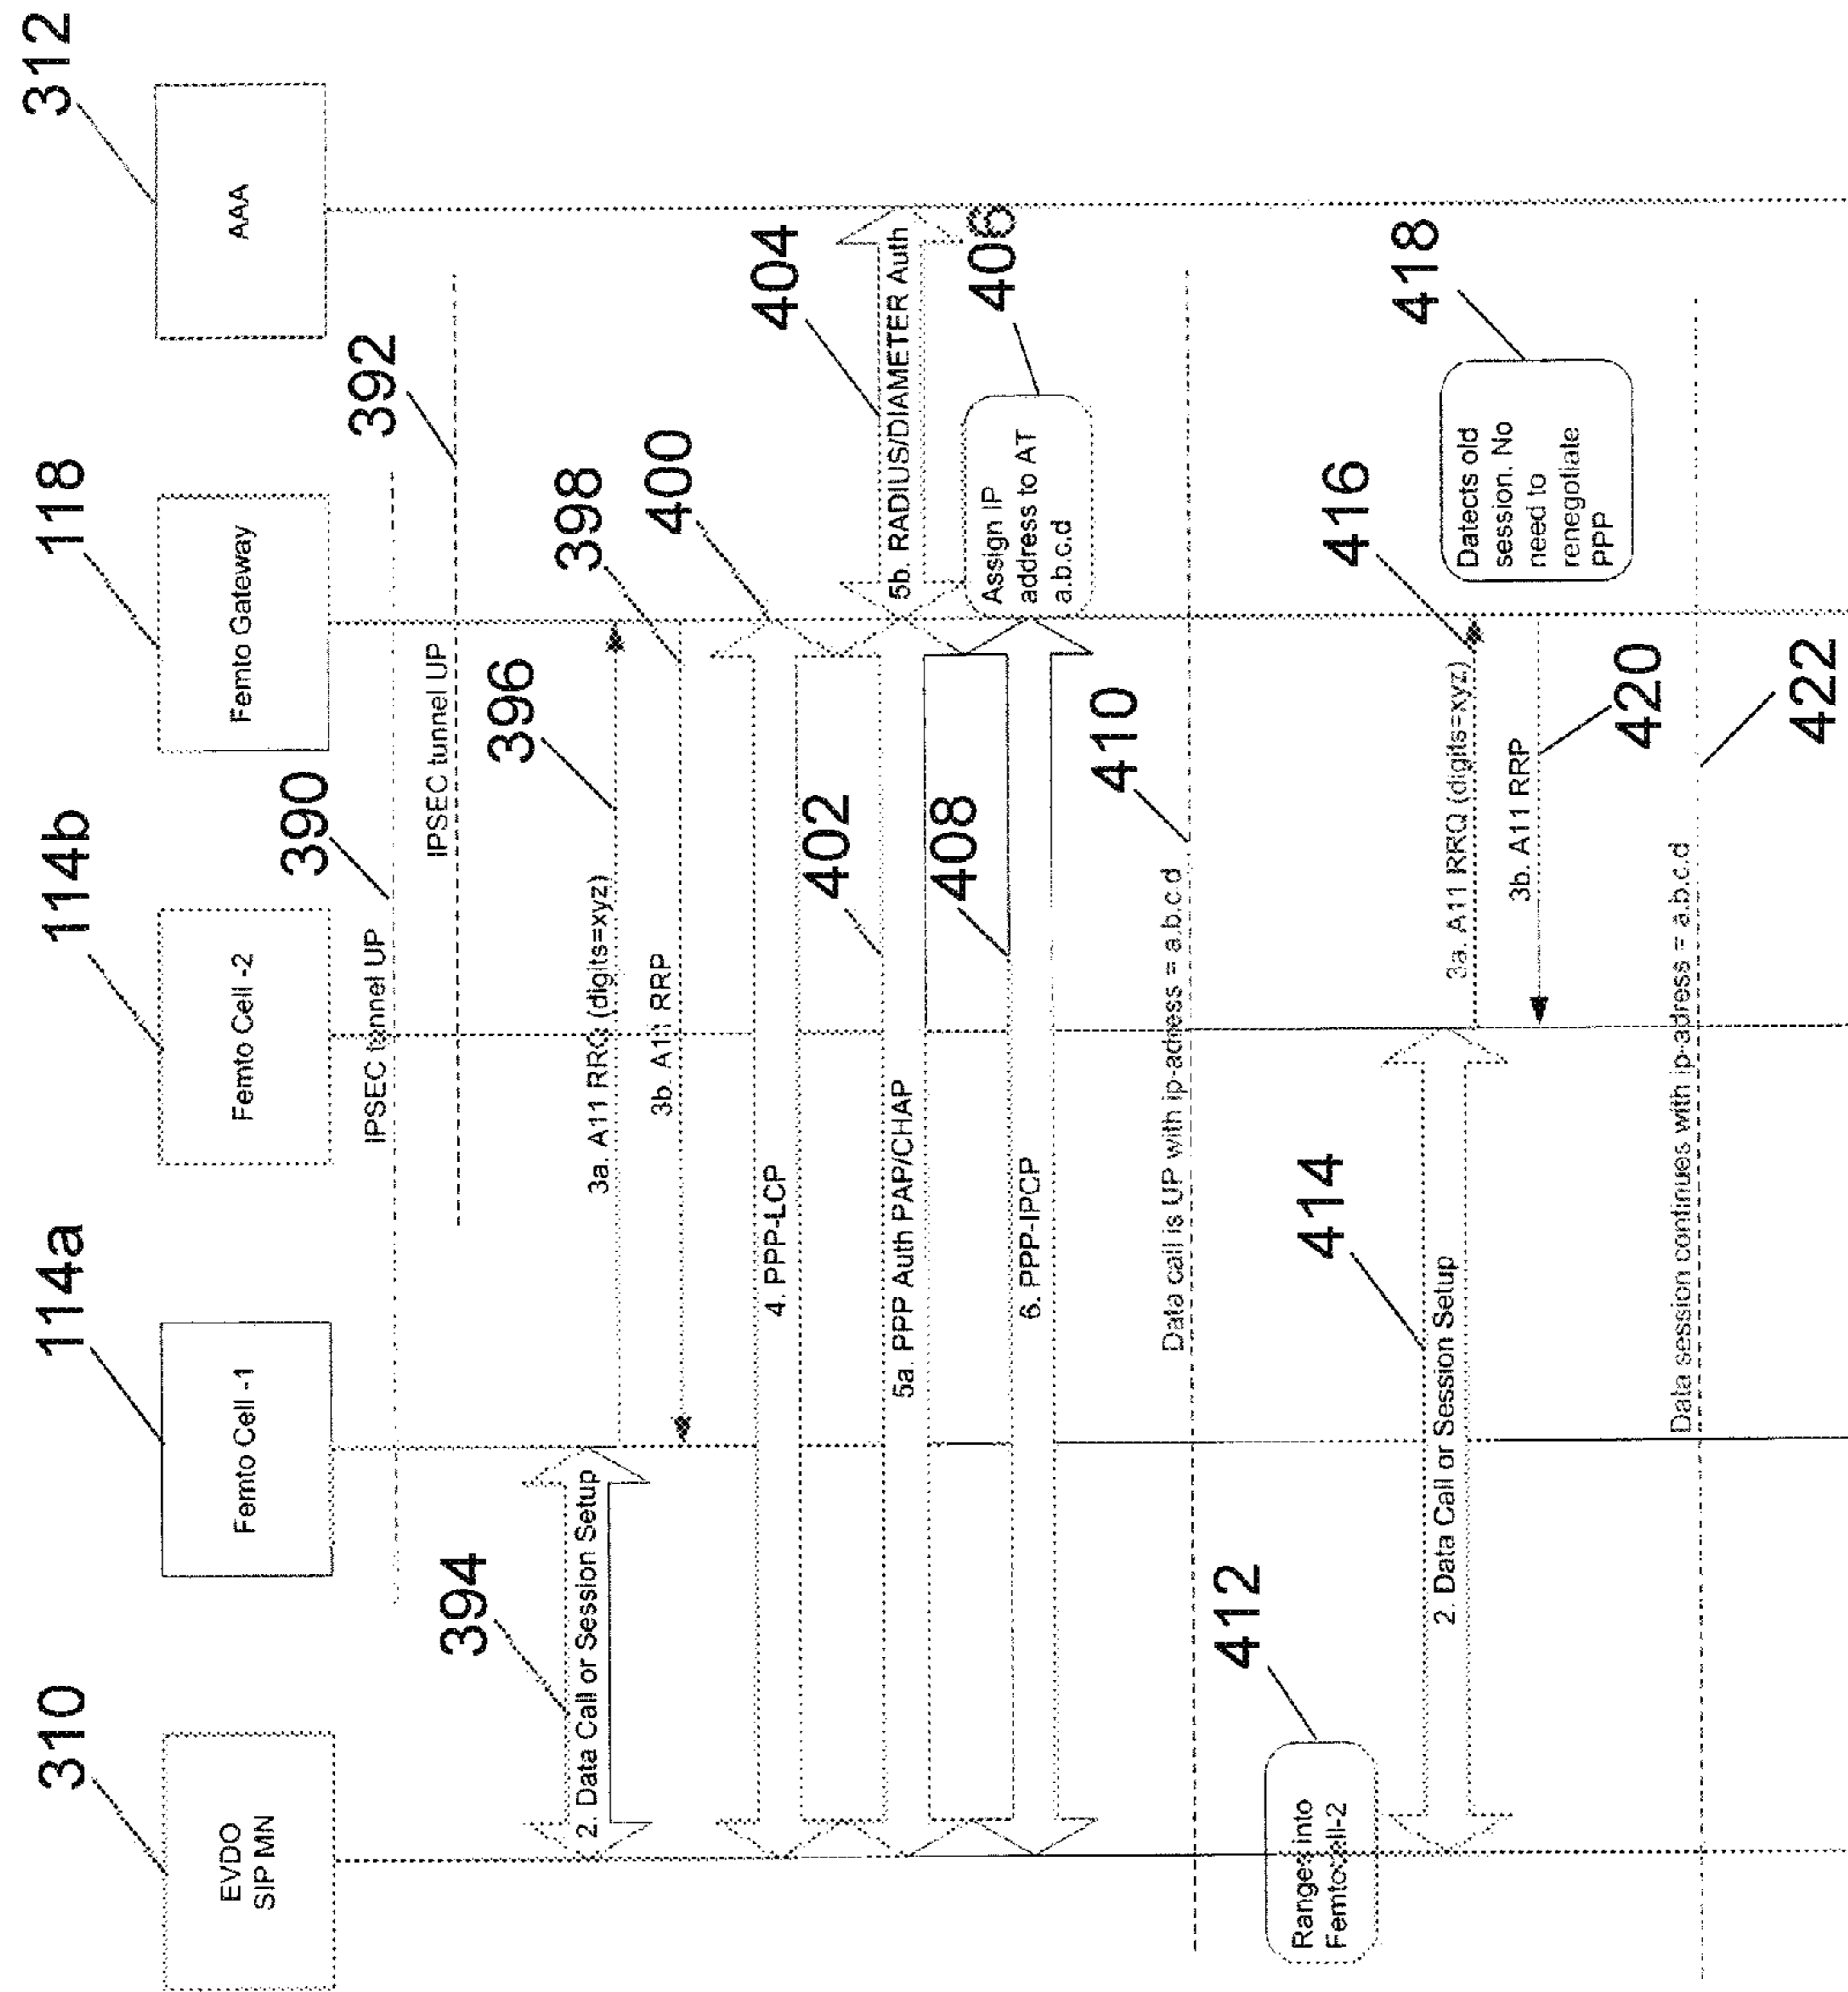 310
EVDO
SIP MN
114a
Femto Cell -1
114b
Femto Cell -2
118
Femto Gateway
312
AAA
390
IPSEC tunnel UP
392
IPSEC tunnel UP
394
2. Data Call or Session Setup
396
3a. A11 RRQ (digits=xyz)
398
3b. A11 RRP
400
4. PPP-LCP
402
5a. PPP Auth PAP/CHAP
404
5b. RADIUS/DIAMETER Auth
406
Assign IP
address to AT
a.b.c.d
408
6. PPP-IPCP
410
Data call is UP with ip-adress = a.b.c.d
412
Ranges into
Femtocell-2
414
2. Data Call or Session Setup
416
3a. A11 RRQ (digits=xyz)
418
Datects old
session. No
need to
renegotiate
PPP
3b. A11 RRP
420
Data session continues with ip-adress = a.b.c.d
422